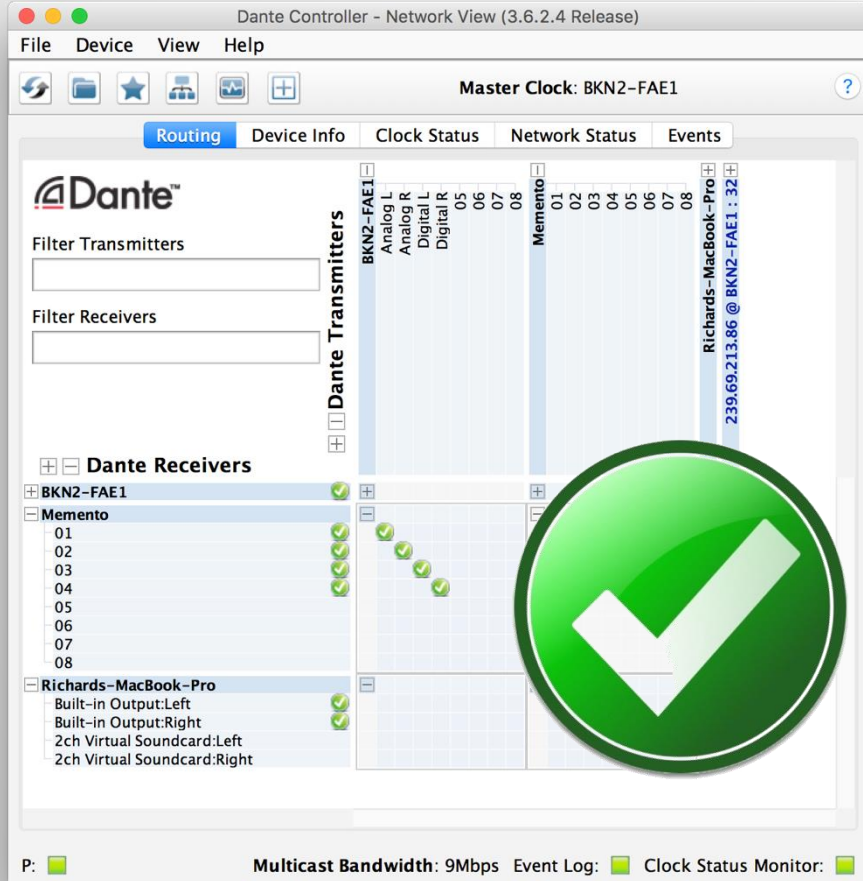 Dante Controller - Network View (3.6.2.4 Release)
File Device View Help
Master Clock: BKN2-FAE1
?
Routing Device Info Clock Status Network Status Events
Dante™
Filter Transmitters
Filter Receivers
Dante Transmitters
BKN2-FAE1
Analog L
Analog R
Digital L
Digital R
05
06
07
08
Memento
01
02
03
04
05
06
07
08
Richards-MacBook-Pro
239.69.213.86 @ BKN2-FAE1 : 32
Dante Receivers
BKN2-FAE1
Memento
01
02
03
04
05
06
07
08
Richards-MacBook-Pro
Built-in Output:Left
Built-in Output:Right
2ch Virtual Soundcard:Left
2ch Virtual Soundcard:Right
P: Multicast Bandwidth: 9Mbps Event Log: Clock Status Monitor: